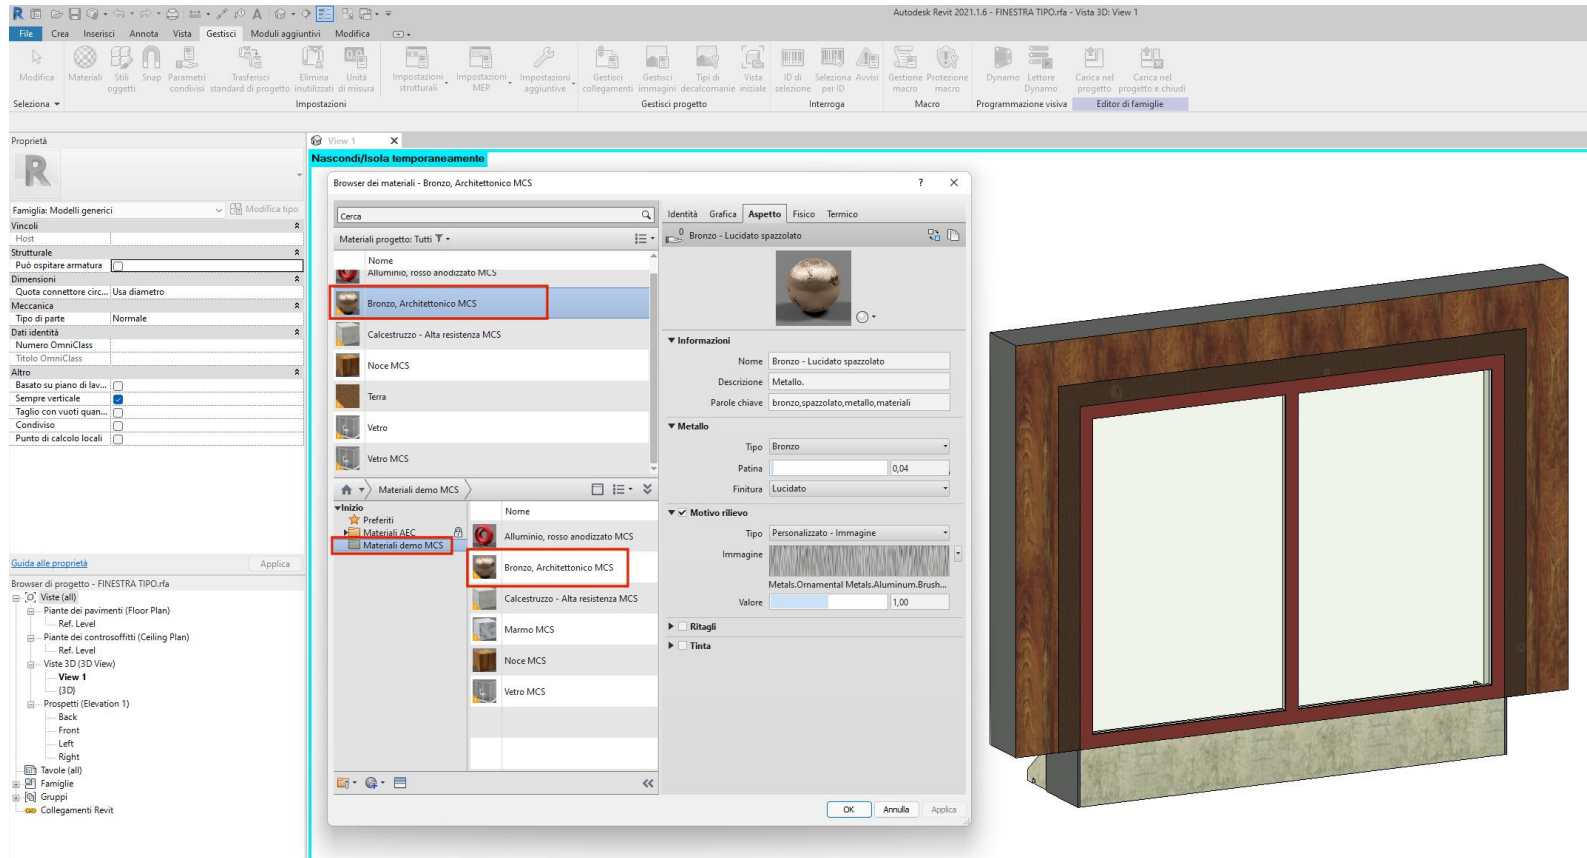 Autodesk Revit 2021.1.6 - FINESTRA TIPO.rfa - Vista 3D: View 1
File Crea Inserisci Annota Vista Gestisci Moduli aggiuntivi Modifica
Modifica Materiali Stili oggetti Snap Parametri condivisi Trasferisci standard di progetto Elimina inutilizzati Unità di misura Impostazioni strutturali Impostazioni MEP Impostazioni aggiuntive Gestisci collegamenti Gestisci immagini Tipi di decalcomanie Vista iniziale ID di selezione Seleziona per ID Avvisi Gestione macro Protezione macro Dynamo Lettore Dynamo Carica nel progetto Carica nel progetto e chiudi
Seleziona Impostazioni Gestisci progetto Interroga Macro Programmazione visiva Editor di famiglie
Proprietà
R
Famiglia: Modelli generici Modifica tipo
Vincoli
Host
Strutturale
Può ospitare armatura
Dimensioni
Quota connettore circ... Usa diametro
Meccanica
Tipo di parte Normale
Dati identità
Numero OmniClass
Titolo OmniClass
Altro
Basato su piano di lav...
Sempre verticale
Taglio con vuoti quan...
Condiviso
Punto di calcolo locali
Guida alle proprietà Applica
Browser di progetto - FINESTRA TIPO.rfa
Viste (all)
Piante dei pavimenti (Floor Plan)
Ref. Level
Piante dei controsoffitti (Ceiling Plan)
Ref. Level
Viste 3D (3D View)
View 1
{3D}
Prospetti (Elevation 1)
Back
Front
Left
Right
Tavole (all)
Famiglie
Gruppi
Collegamenti Revit
View 1
Nascondi/Isola temporaneamente
Browser dei materiali - Bronzo, Architettonico MCS
Cerca
Materiali progetto: Tutti
Nome
Alluminio, rosso anodizzato MCS
Bronzo, Architettonico MCS
Calcestruzzo - Alta resistenza MCS
Noce MCS
Terra
Vetro
Vetro MCS
Materiali demo MCS
Inizio
Preferiti
Materiali AEC
Materiali demo MCS
Nome
Alluminio, rosso anodizzato MCS
Bronzo, Architettonico MCS
Calcestruzzo - Alta resistenza MCS
Marmo MCS
Noce MCS
Vetro MCS
Identità Grafica Aspetto Fisico Termico
0 Bronzo - Lucidato spazzolato
Informazioni
Nome Bronzo - Lucidato spazzolato
Descrizione Metallo.
Parole chiave bronzo,spazzolato,metallo,materiali
Metallo
Tipo Bronzo
Patina 0,04
Finitura Lucidato
Motivo rilievo
Tipo Personalizzato - Immagine
Immagine
Metals.Ornamental Metals.Aluminum.Brush...
Valore 1,00
Ritagli
Tinta
OK Annulla Applica